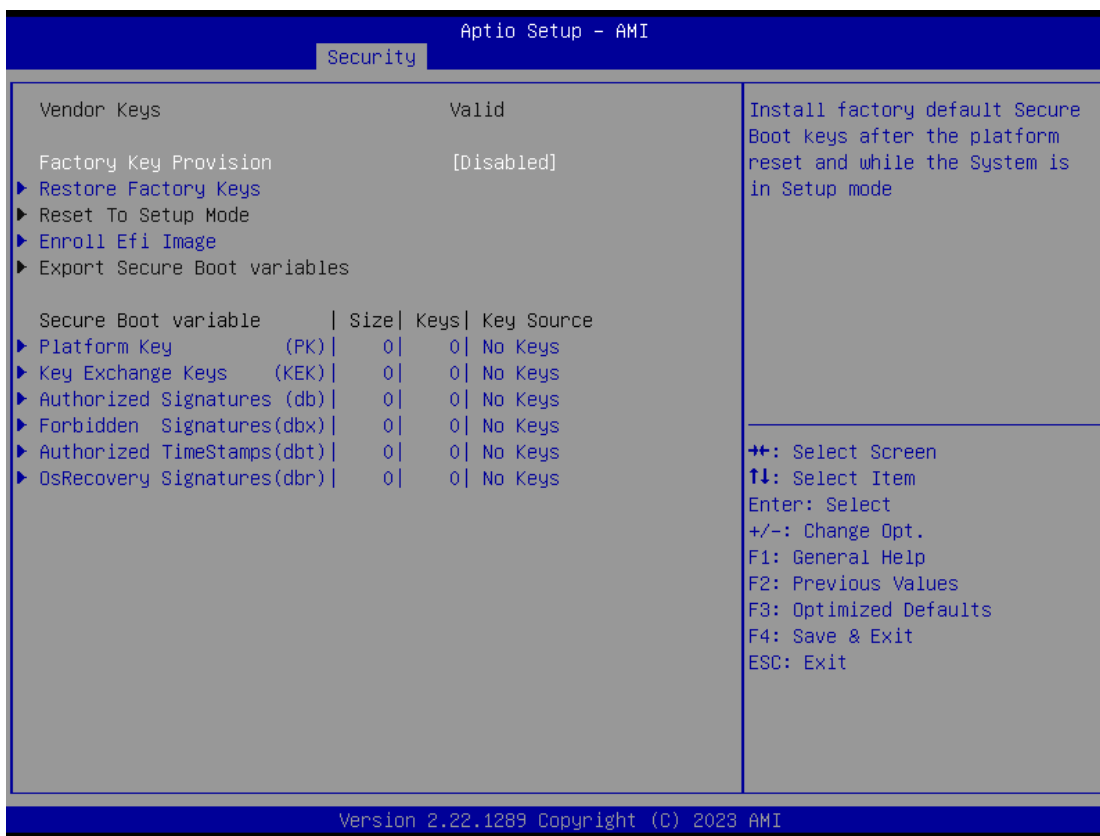 Aptio Setup – AMI
Security
Vendor Keys Valid
Factory Key Provision [Disabled]
Restore Factory Keys
Reset To Setup Mode
Enroll Efi Image
Export Secure Boot variables
Secure Boot variable | Size| Keys| Key Source
Platform Key (PK)| 0| 0| No Keys
Key Exchange Keys (KEK)| 0| 0| No Keys
Authorized Signatures (db)| 0| 0| No Keys
Forbidden Signatures(dbx)| 0| 0| No Keys
Authorized TimeStamps(dbt)| 0| 0| No Keys
OsRecovery Signatures(dbr)| 0| 0| No Keys
Install factory default Secure
Boot keys after the platform
reset and while the System is
in Setup mode
→←: Select Screen
↑↓: Select Item
Enter: Select
+/-: Change Opt.
F1: General Help
F2: Previous Values
F3: Optimized Defaults
F4: Save & Exit
ESC: Exit
Version 2.22.1289 Copyright (C) 2023 AMI